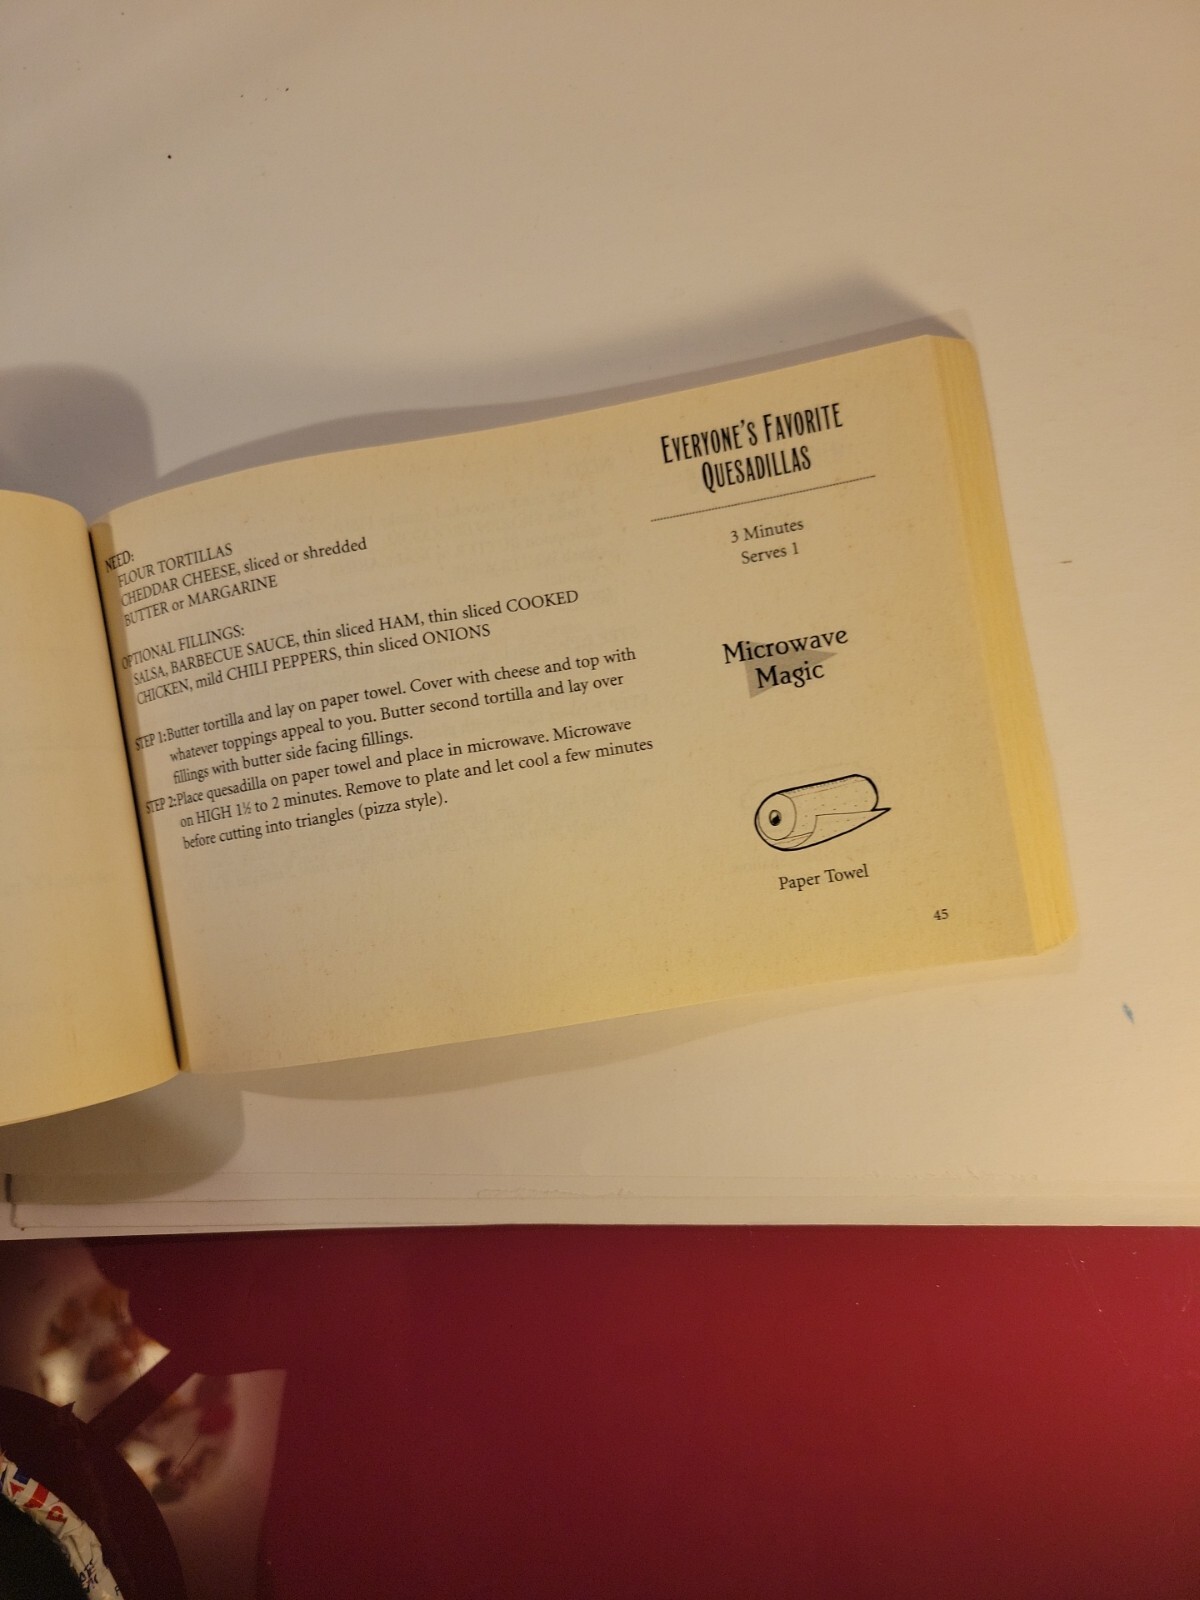 EVERYONE'S FAVORITE
QUESADILLAS
3 Minutes
Serves 1
NEED:
FLOUR TORTILLAS
CHEDDAR CHEESE, sliced or shredded
BUTTER or MARGARINE
OPTIONAL FILLINGS:
SALSA, BARBECUE SAUCE, thin sliced HAM, thin sliced COOKED
CHICKEN, mild CHILI PEPPERS, thin sliced ONIONS
STEP 1:Butter tortilla and lay on paper towel. Cover with cheese and top with
whatever toppings appeal to you. Butter second tortilla and lay over
fillings with butter side facing fillings.
STEP 2:Place quesadilla on paper towel and place in microwave. Microwave
on HIGH 1½ to 2 minutes. Remove to plate and let cool a few minutes
before cutting into triangles (pizza style).
Microwave
Magic
Paper Towel
45